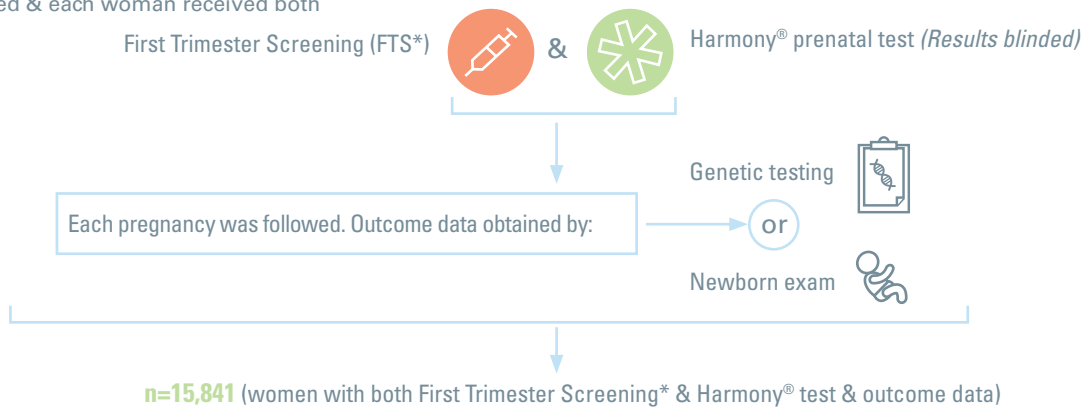 & each woman received both
First Trimester Screening (FTS*) & Harmony® prenatal test (Results blinded)
Genetic testing
Each pregnancy was followed. Outcome data obtained by:
or
Newborn exam
n=15,841 (women with both First Trimester Screening* & Harmony® test & outcome data)